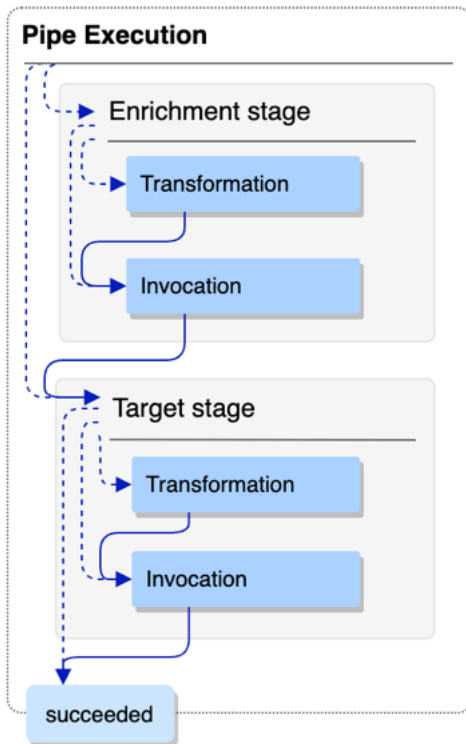 Pipe Execution
Enrichment stage
Transformation
Invocation
Target stage
Transformation
Invocation
succeeded